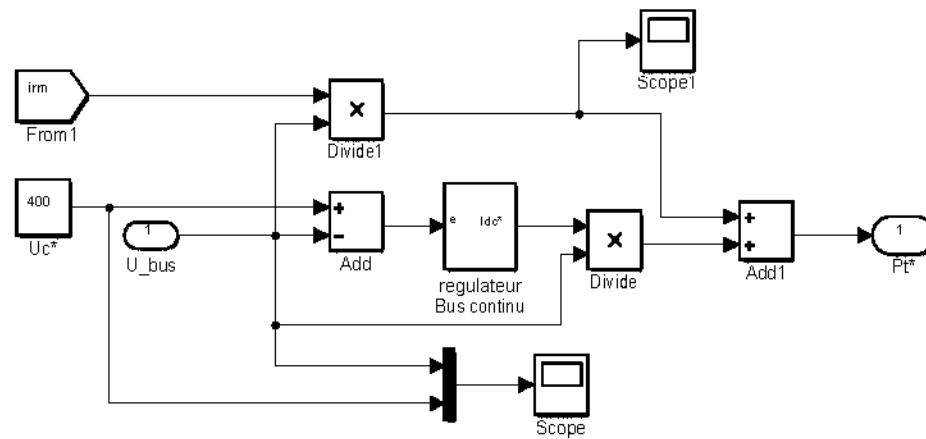 Scope1
irm
From1
×
Divide1
400
Uc*
1
U_bus
+
−
Add
e
Idc*
regulateur
Bus continu
×
Divide
+
+
Add1
1
Pt*
Scope